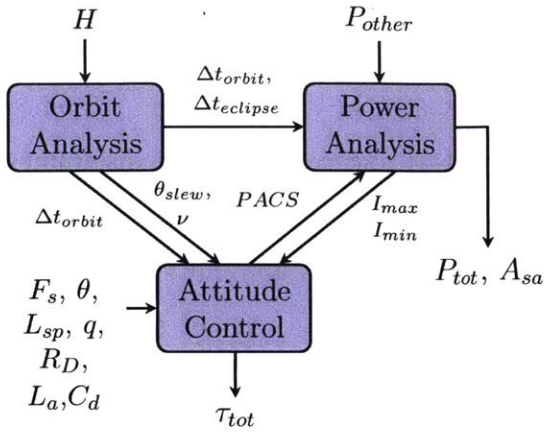 H
P_other
Δt_orbit,
Δt_eclipse
Orbit
Analysis
Power
Analysis
θ_slew,
ν
Δt_orbit
PACS
I_max
I_min
P_tot, A_sa
F_s, θ,
L_sp, q,
R_D,
L_a,C_d
Attitude
Control
τ_tot